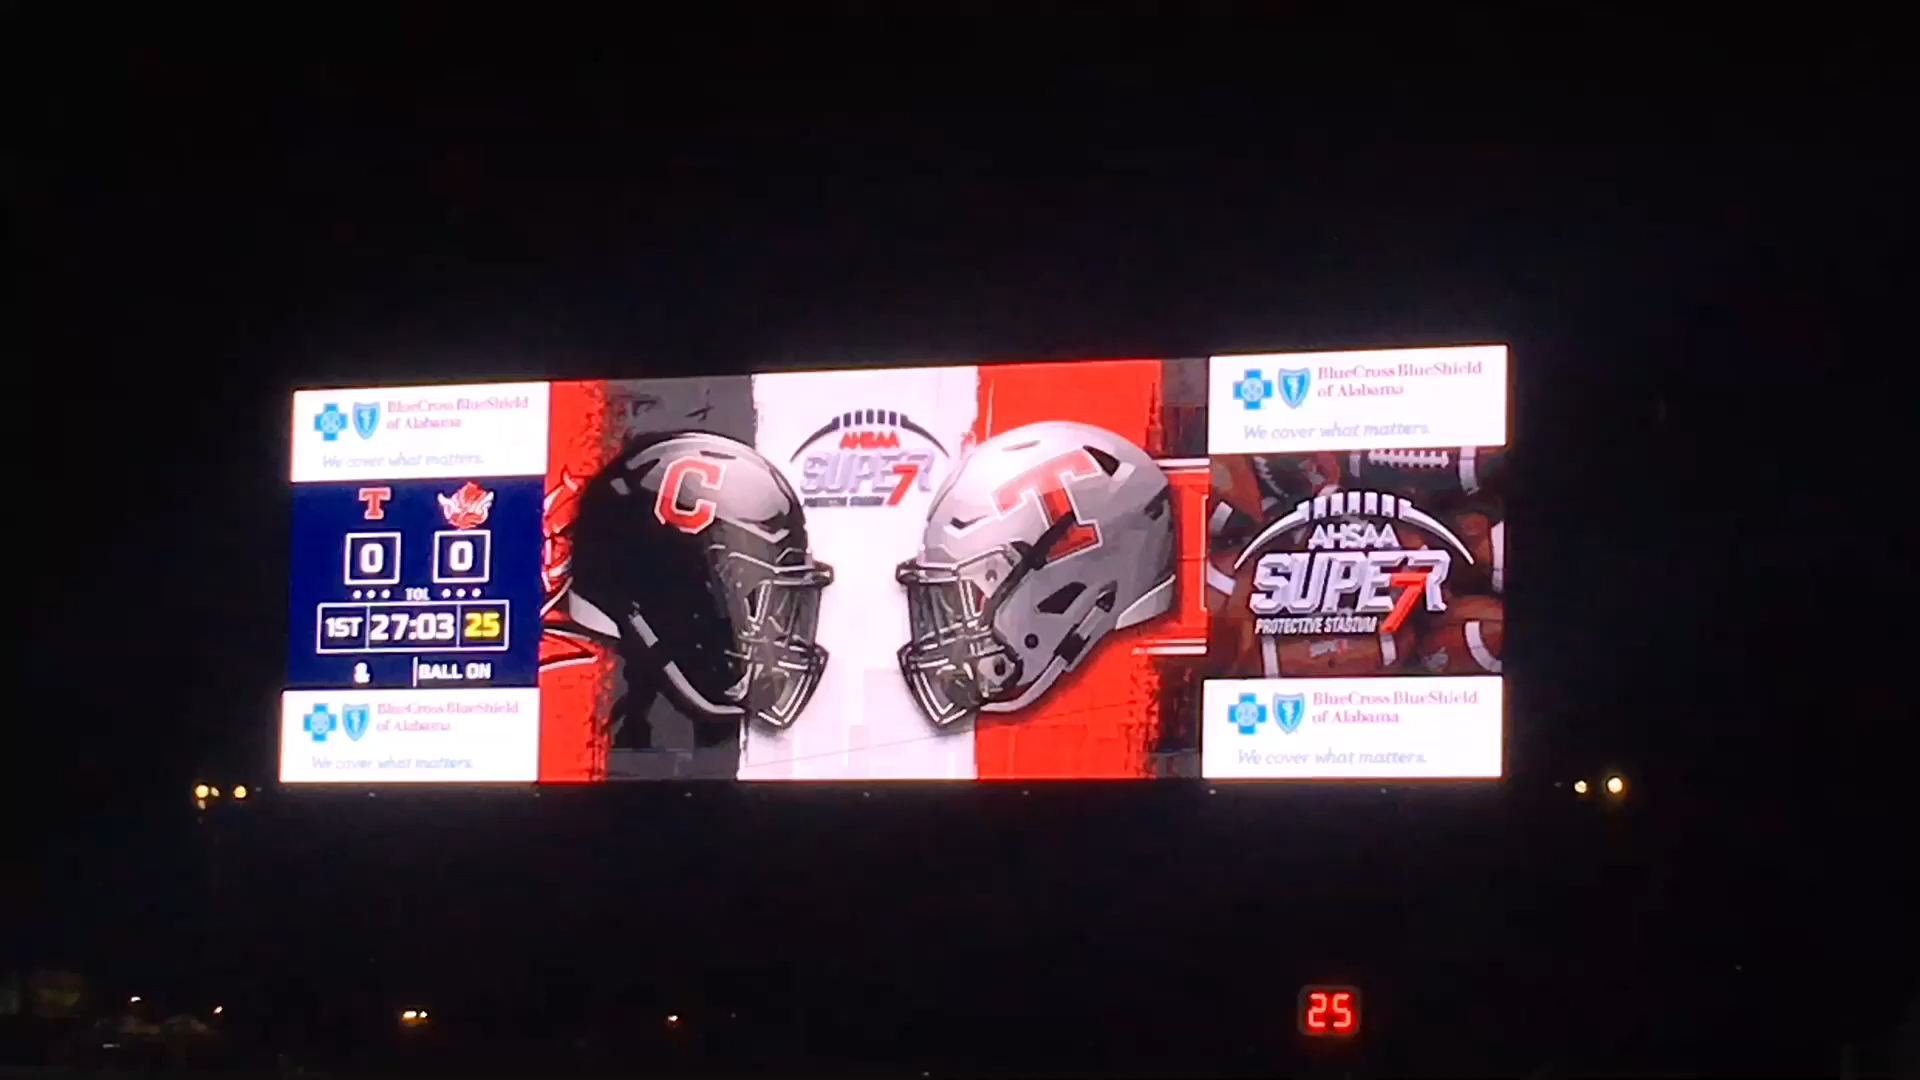 BlueCross BlueShield
of Alabama
We cover what matters.
T
0 0
TOL
1ST 27:03 25
& BALL ON
BlueCross BlueShield
of Alabama
We cover what matters.
C
AHSAA
SUPER
7
PROTECTIVE STADIUM
T
BlueCross BlueShield
of Alabama
We cover what matters.
AHSAA
SUPER
7
PROTECTIVE STADIUM
BlueCross BlueShield
of Alabama
We cover what matters.
25